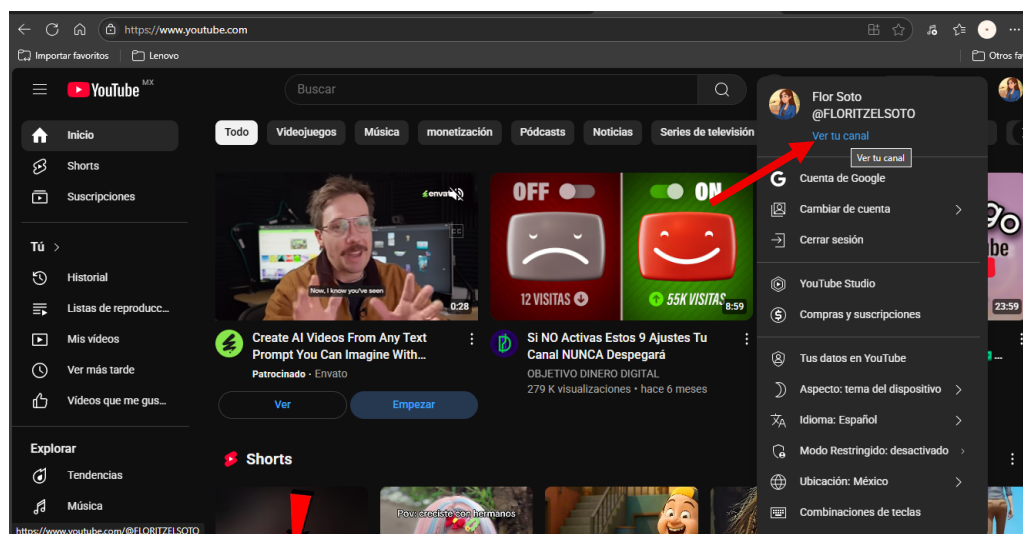 https://www.youtube.com
Importar favoritos
Lenovo
Otros fa
YouTube MX
Buscar
Inicio
Shorts
Suscripciones
Tú
Historial
Listas de reproducc...
Mis vídeos
Ver más tarde
Vídeos que me gus...
Explorar
Tendencias
Música
https://www.youtube.com/@FLORITZELSOTO
Todo
Videojuegos
Música
monetización
Pódcasts
Noticias
Series de televisión
envato
CC
Now, I know you've seen
0:28
Create AI Videos From Any Text
Prompt You Can Imagine With...
Patrocinado · Envato
Ver
Empezar
OFF
ON
12 VISITAS
55K VISITAS
8:59
Si NO Activas Estos 9 Ajustes Tu
Canal NUNCA Despegará
OBJETIVO DINERO DIGITAL
279 K visualizaciones • hace 6 meses
23:59
Shorts
Pov: creciste con hermanos
Flor Soto
@FLORITZELSOTO
Ver tu canal
Ver tu canal
Cuenta de Google
Cambiar de cuenta
Cerrar sesión
YouTube Studio
Compras y suscripciones
Tus datos en YouTube
Aspecto: tema del dispositivo
Idioma: Español
Modo Restringido: desactivado
Ubicación: México
Combinaciones de teclas